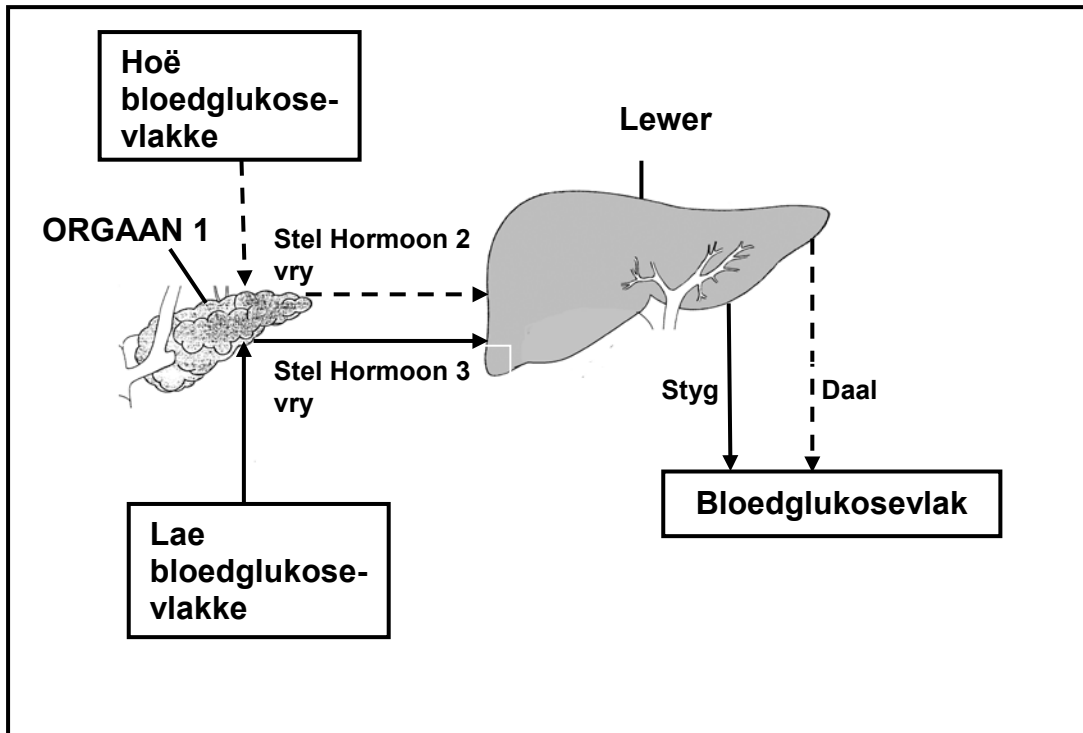 Hoë
bloedglukose-
vlakke
Lewer
ORGAAN 1
Stel Hormoon 2
vry
Stel Hormoon 3
vry
Styg
Daal
Bloedglukosevlak
Lae
bloedglukose-
vlakke